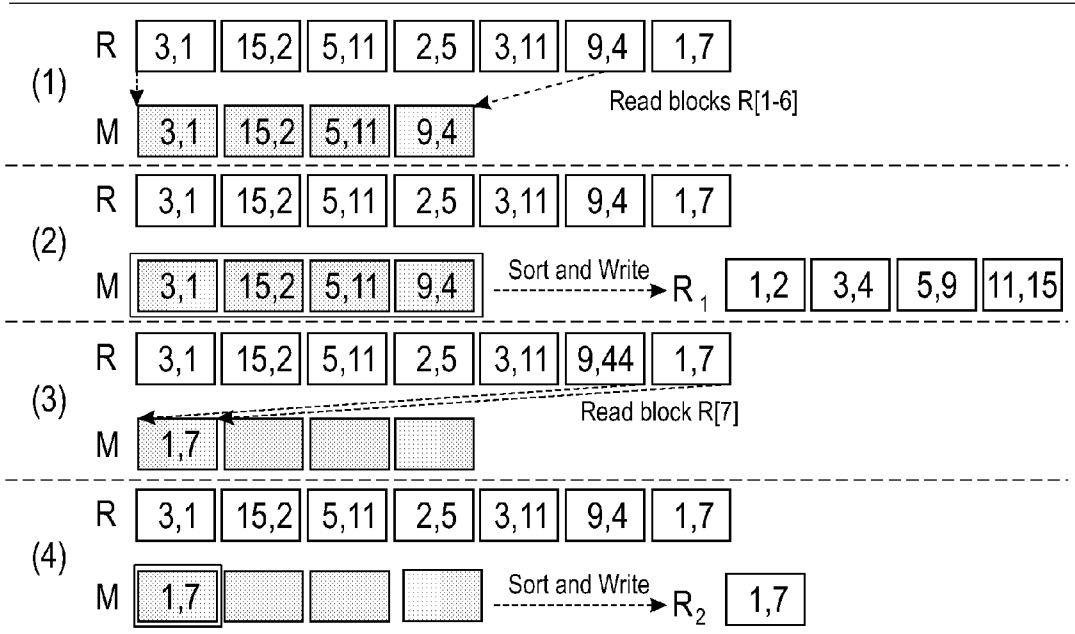 R 3,1 15,2 5,11 2,5 3,11 9,4 1,7
(1)
Read blocks R[1-6]
M 3,1 15,2 5,11 9,4
R 3,1 15,2 5,11 2,5 3,11 9,4 1,7
(2)
M 3,1 15,2 5,11 9,4 Sort and Write R1 1,2 3,4 5,9 11,15
R 3,1 15,2 5,11 2,5 3,11 9,44 1,7
(3)
Read block R[7]
M 1,7
R 3,1 15,2 5,11 2,5 3,11 9,4 1,7
(4)
M 1,7 Sort and Write R2 1,7